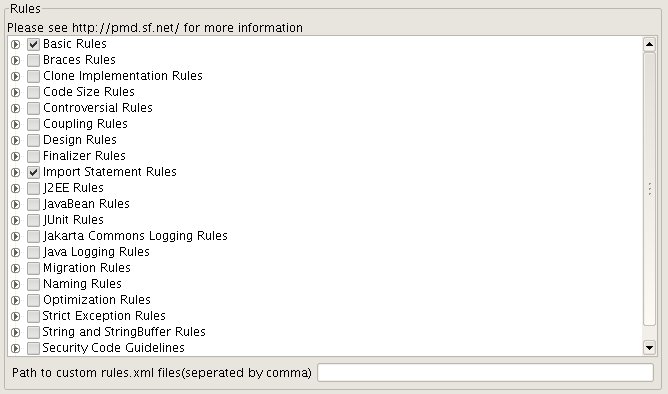 Rules
Please see http://pmd.sf.net/ for more information
Basic Rules
Braces Rules
Clone Implementation Rules
Code Size Rules
Controversial Rules
Coupling Rules
Design Rules
Finalizer Rules
Import Statement Rules
J2EE Rules
JavaBean Rules
JUnit Rules
Jakarta Commons Logging Rules
Java Logging Rules
Migration Rules
Naming Rules
Optimization Rules
Strict Exception Rules
String and StringBuffer Rules
Security Code Guidelines
Path to custom rules.xml files(seperated by comma)